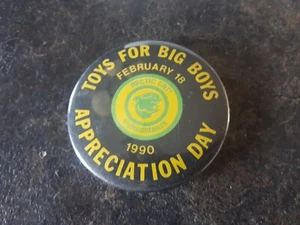 TOYS FOR BIG BOYS
FEBRUARY 18
1990
APPRECIATION DAY